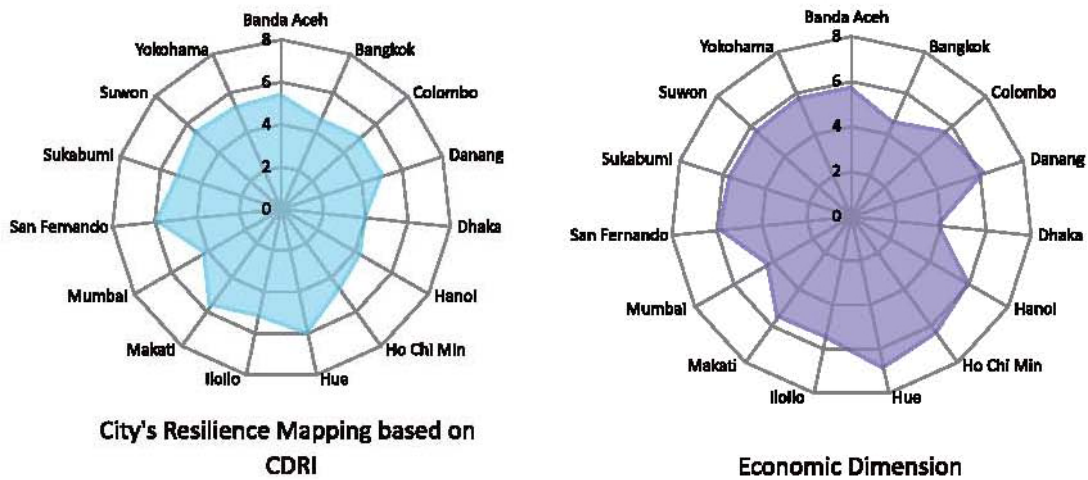 Banda Aceh
8
Yokohama
Bangkok
6
Suwon
Colombo
4
Sukabumi
Danang
2
0
San Fernando
Dhaka
Mumbai
Hanoi
Makati
Ho Chi Min
Iloilo
Hue
City's Resilience Mapping based on
CDRI
Banda Aceh
8
Yokohama
Bangkok
6
Suwon
Colombo
4
Sukabumi
Danang
2
0
San Fernando
Dhaka
Mumbai
Hanoi
Makati
Ho Chi Min
Iloilo
Hue
Economic Dimension